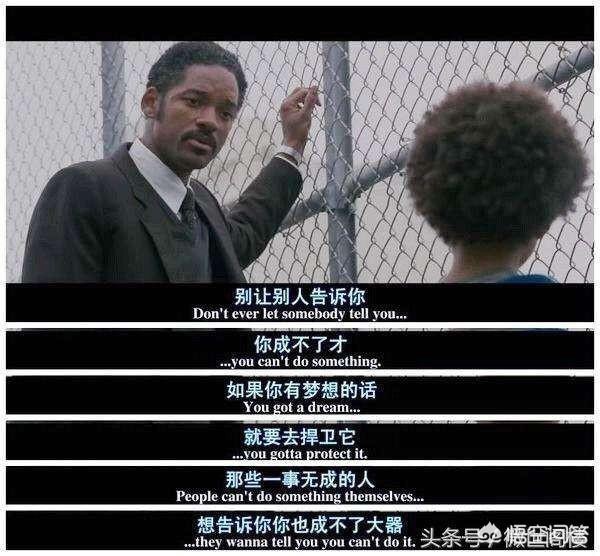 别让别人告诉你
Don't ever let somebody tell you...
你成不了才
...you can't do something.
如果你有梦想的话
You got a dream...
就要去捍卫它
...you gotta protect it.
那些一事无成的人
People can't do something themselves...
想告诉你你也成不了大器
...they wanna tell you you can't do it.
头条号
悟空问答